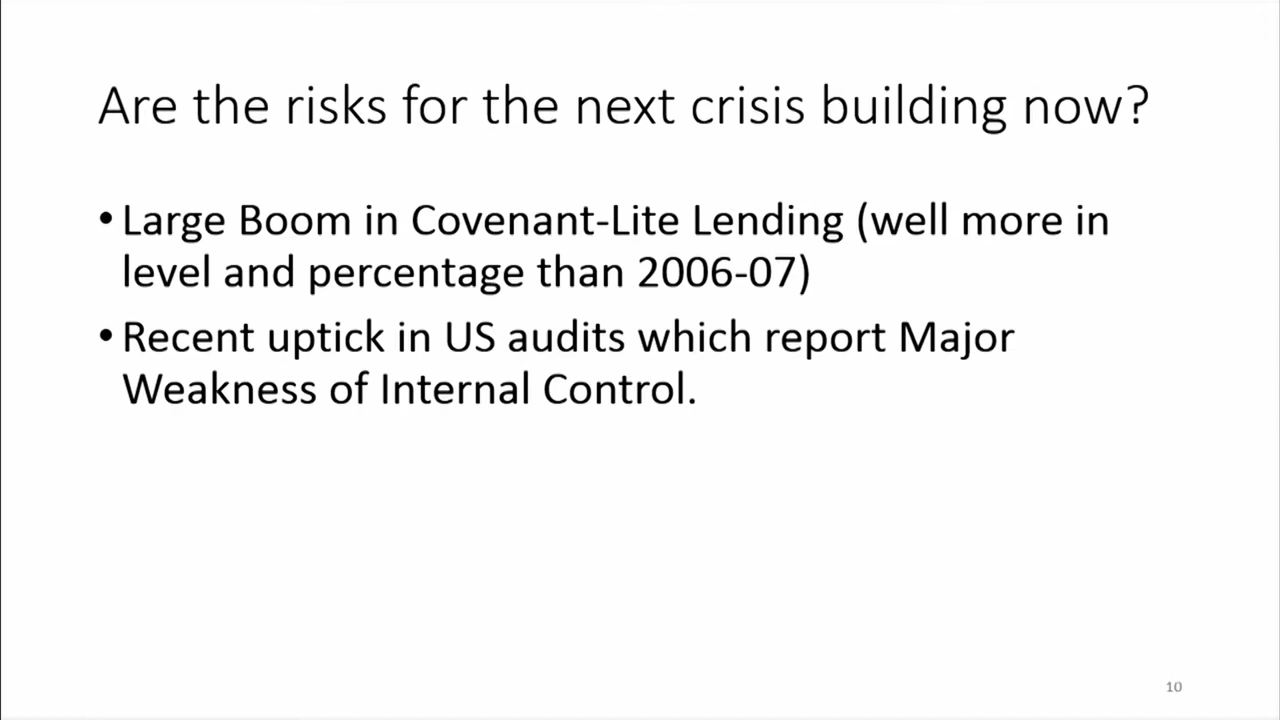 Are the risks for the next crisis building now?
•Large Boom in Covenant-Lite Lending (well more in
level and percentage than 2006-07)
•Recent uptick in US audits which report Major
Weakness of Internal Control.
10